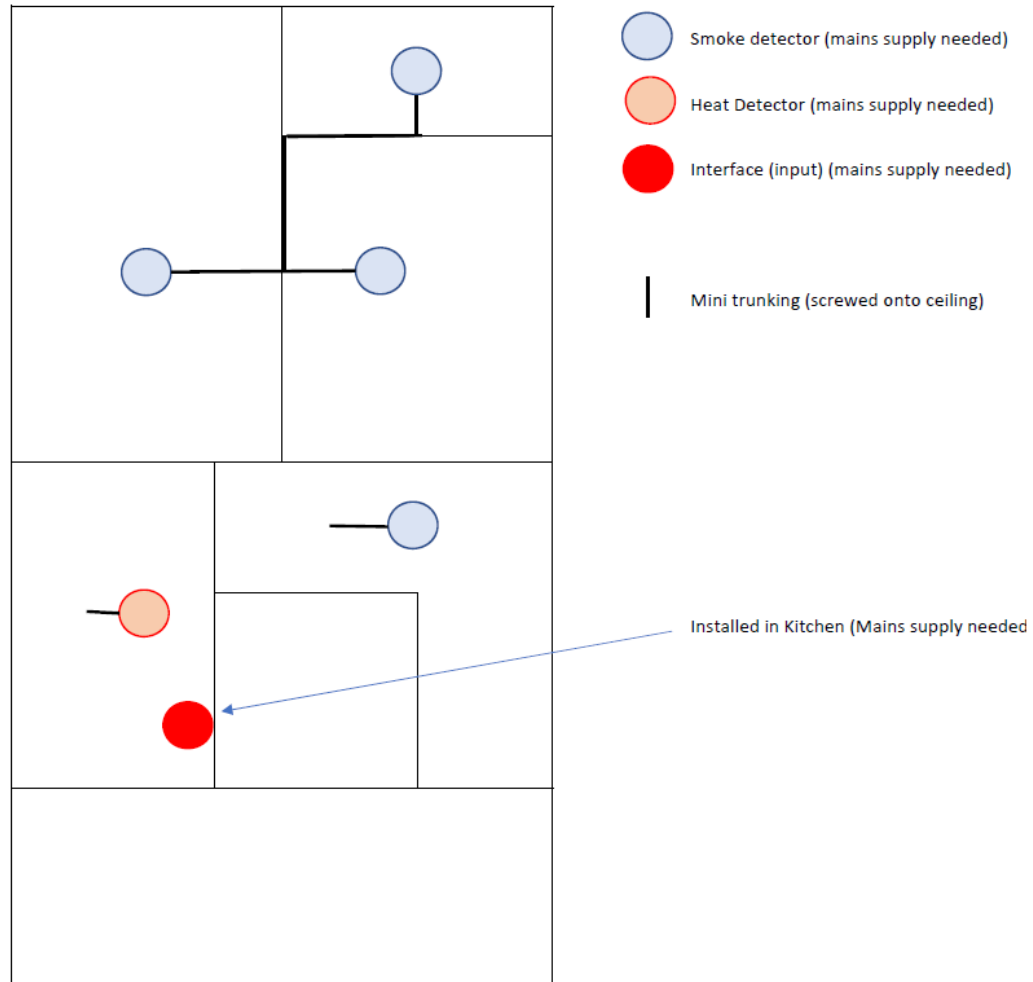 Smoke detector (mains supply needed)
Heat Detector (mains supply needed)
Interface (input) (mains supply needed)
Mini trunking (screwed onto ceiling)
Installed in Kitchen (Mains supply needed